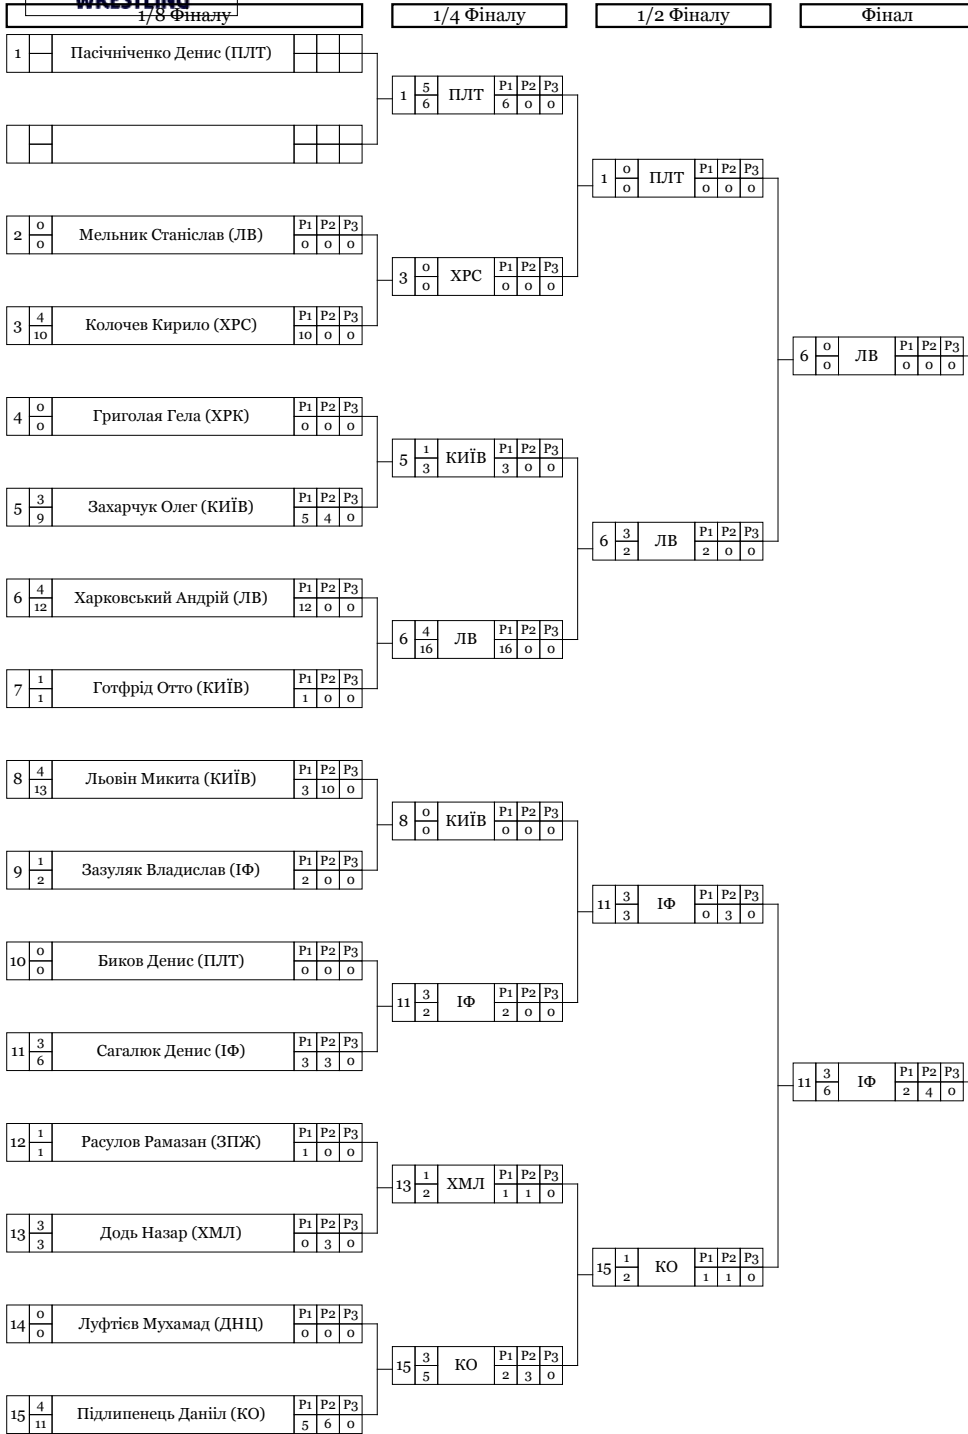 WRESTLING
1/8 Фіналу 1/4 Фіналу 1/2 Фіналу Фінал
1 Пасічніченко Денис (ПЛТ)
1 5 6 ПЛТ P1 P2 P3 6 0 0
1 0 0 ПЛТ P1 P2 P3 0 0 0
2 0 0 Мельник Станіслав (ЛВ) P1 P2 P3 0 0 0
3 0 0 ХРС P1 P2 P3 0 0 0
3 4 10 Колочев Кирило (ХРС) P1 P2 P3 10 0 0
6 0 0 ЛВ P1 P2 P3 0 0 0
4 0 0 Григолая Гела (ХРК) P1 P2 P3 0 0 0
5 1 3 КИЇВ P1 P2 P3 3 0 0
5 3 9 Захарчук Олег (КИЇВ) P1 P2 P3 5 4 0
6 3 2 ЛВ P1 P2 P3 2 0 0
6 4 12 Харковський Андрій (ЛВ) P1 P2 P3 12 0 0
6 4 16 ЛВ P1 P2 P3 16 0 0
7 1 1 Готфрід Отто (КИЇВ) P1 P2 P3 1 0 0
8 4 13 Льовін Микита (КИЇВ) P1 P2 P3 3 10 0
8 0 0 КИЇВ P1 P2 P3 0 0 0
9 1 2 Зазуляк Владислав (ІФ) P1 P2 P3 2 0 0
11 3 3 ІФ P1 P2 P3 0 3 0
10 0 0 Биков Денис (ПЛТ) P1 P2 P3 0 0 0
11 3 2 ІФ P1 P2 P3 2 0 0
11 3 6 Сагалюк Денис (ІФ) P1 P2 P3 3 3 0
11 3 6 ІФ P1 P2 P3 2 4 0
12 1 1 Расулов Рамазан (ЗПЖ) P1 P2 P3 1 0 0
13 1 2 ХМЛ P1 P2 P3 1 1 0
13 3 3 Додь Назар (ХМЛ) P1 P2 P3 0 3 0
15 1 2 КО P1 P2 P3 1 1 0
14 0 0 Луфтієв Мухамад (ДНЦ) P1 P2 P3 0 0 0
15 3 5 КО P1 P2 P3 2 3 0
15 4 11 Підлипенець Данііл (КО) P1 P2 P3 5 6 0